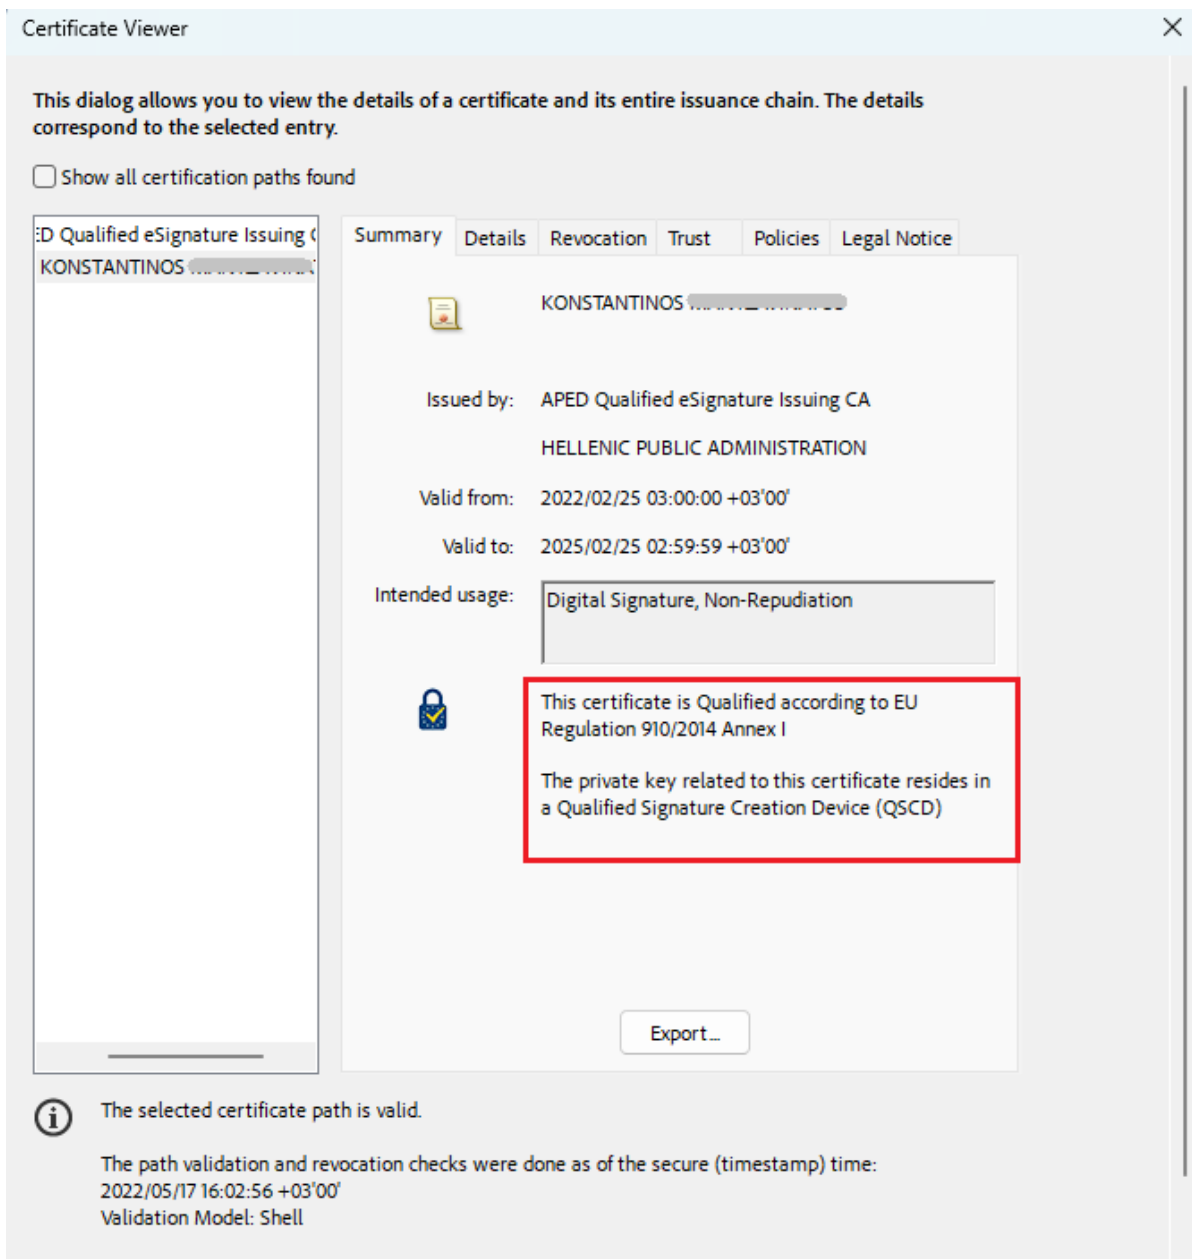 Certificate Viewer
This dialog allows you to view the details of a certificate and its entire issuance chain. The details
correspond to the selected entry.
Show all certification paths found
ED Qualified eSignature Issuing
KONSTANTINOS
Summary Details Revocation Trust Policies Legal Notice
KONSTANTINOS
Issued by: APED Qualified eSignature Issuing CA
HELLENIC PUBLIC ADMINISTRATION
Valid from: 2022/02/25 03:00:00 +03'00'
Valid to: 2025/02/25 02:59:59 +03'00'
Intended usage: Digital Signature, Non-Repudiation
This certificate is Qualified according to EU
Regulation 910/2014 Annex I
The private key related to this certificate resides in
a Qualified Signature Creation Device (QSCD)
Export...
The selected certificate path is valid.
The path validation and revocation checks were done as of the secure (timestamp) time:
2022/05/17 16:02:56 +03'00'
Validation Model: Shell